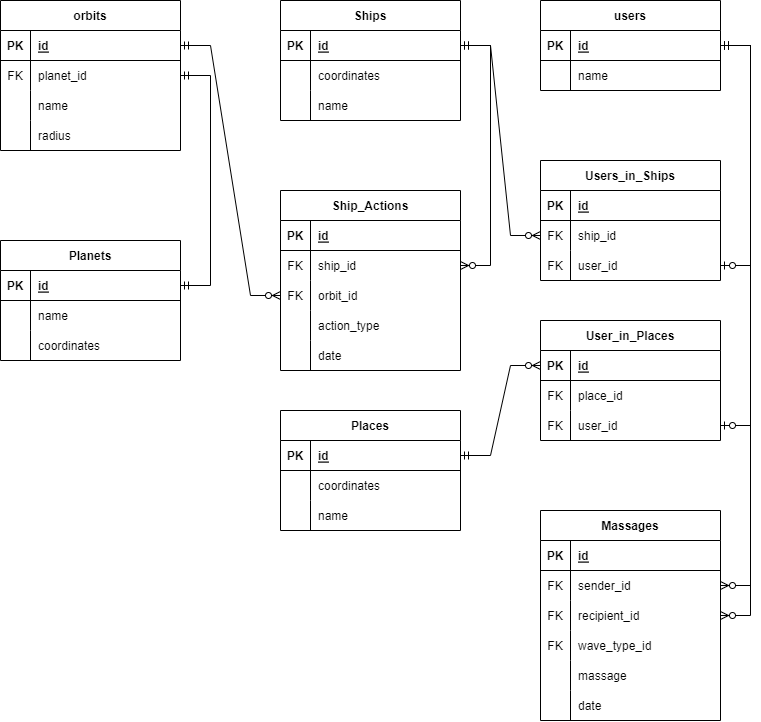 orbits
PK id
FK planet_id
name
radius
Planets
PK id
name
coordinates
Ships
PK id
coordinates
name
Ship_Actions
PK id
FK ship_id
FK orbit_id
action_type
date
Places
PK id
coordinates
name
users
PK id
name
Users_in_Ships
PK id
FK ship_id
FK user_id
User_in_Places
PK id
FK place_id
FK user_id
Massages
PK id
FK sender_id
FK recipient_id
FK wave_type_id
massage
date